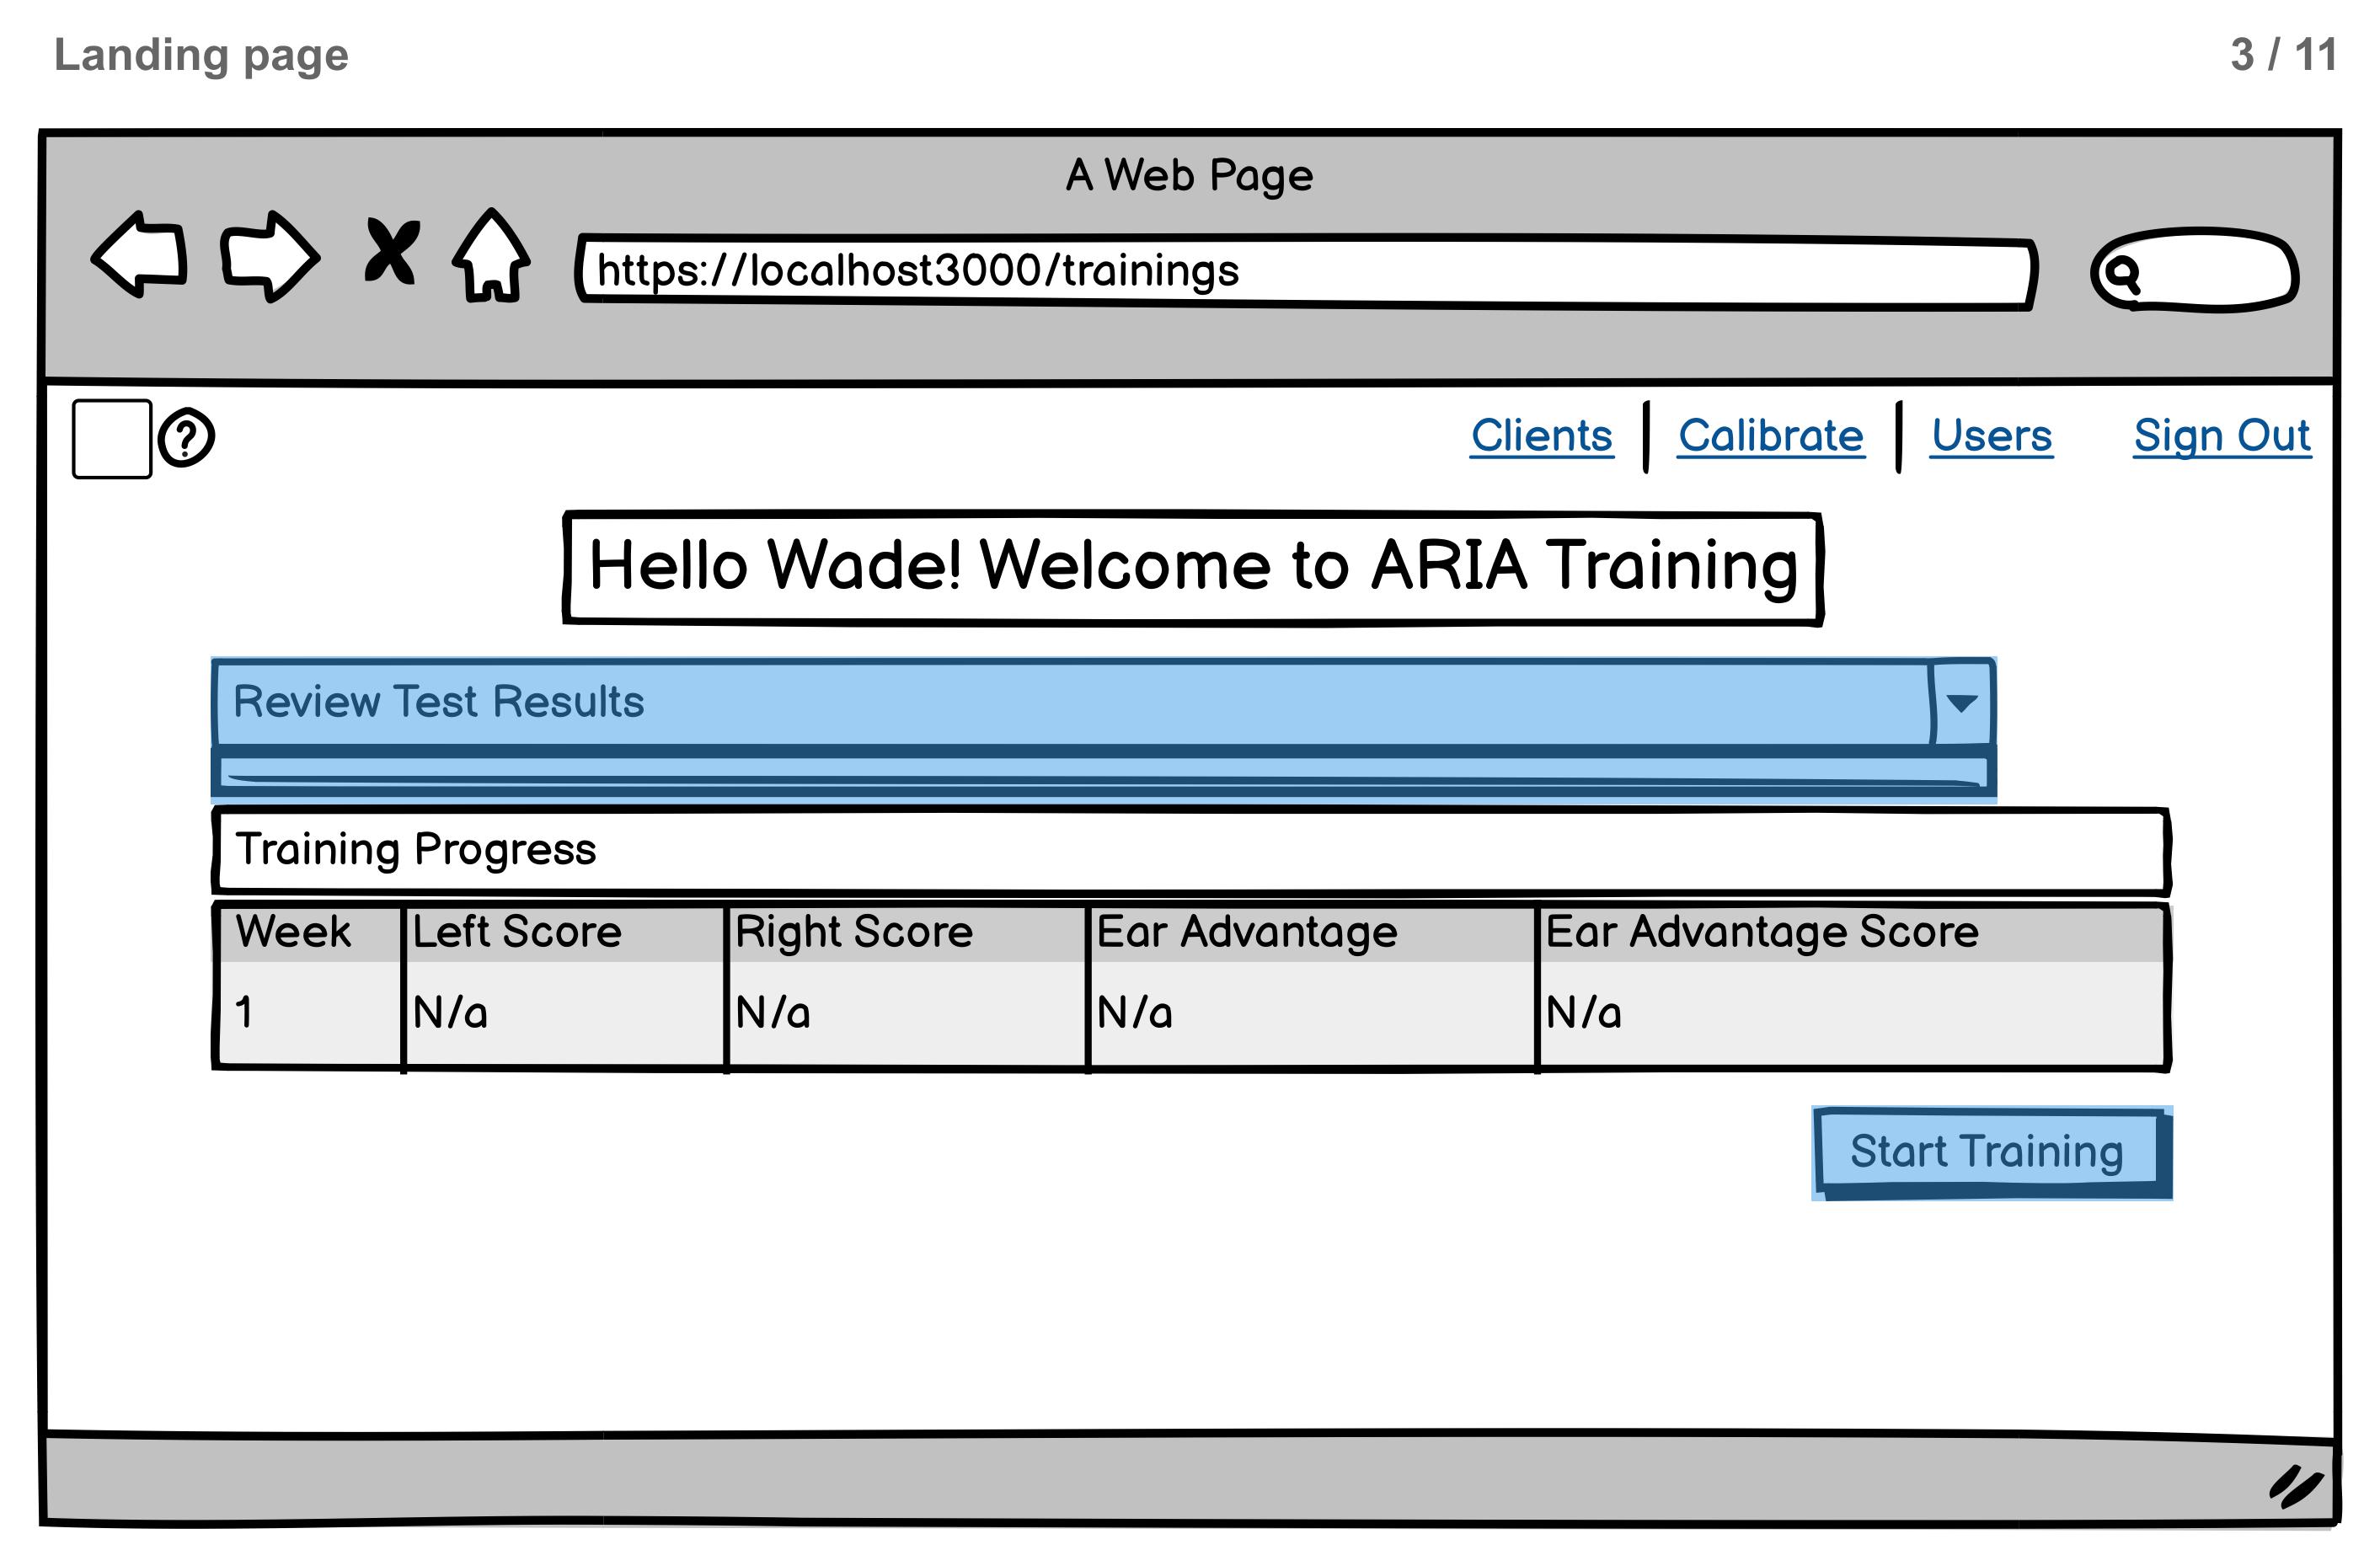 Landing page 3 / 11
A Web Page
https://localhost3000/trainings
? Clients Calibrate Users Sign Out
Hello Wade! Welcome to ARIA Training
Review Test Results
Training Progress
Week Left Score Right Score Ear Advantage Ear Advantage Score
1 N/a N/a N/a N/a
Start Training